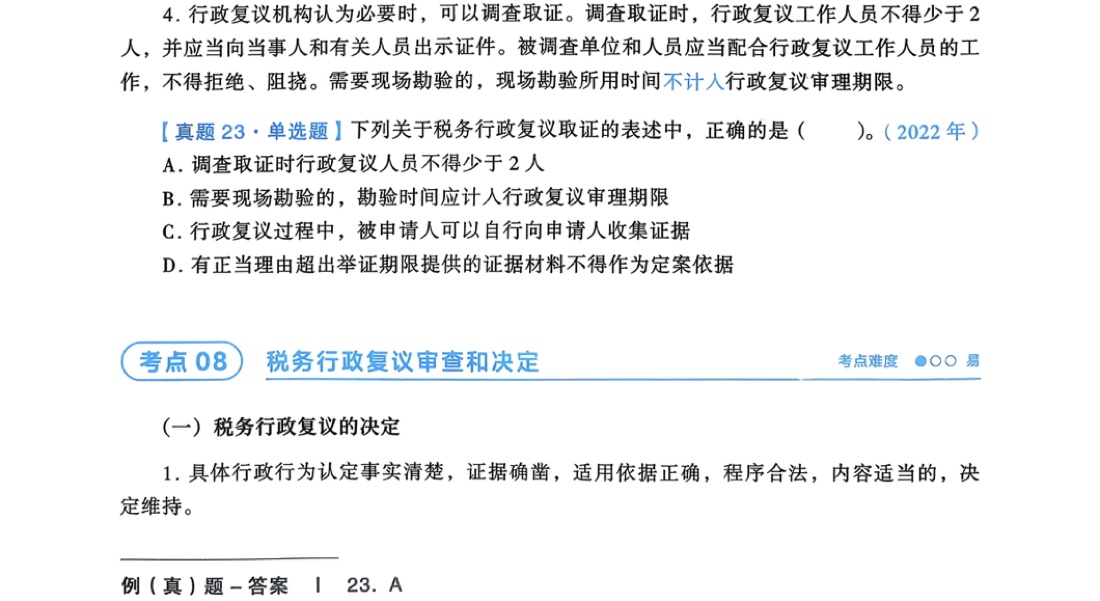 4. 行政复议机构认为必要时，可以调查取证。调查取证时，行政复议工作人员不得少于2
人，并应当向当事人和有关人员出示证件。被调查单位和人员应当配合行政复议工作人员的工
作，不得拒绝、阻挠。需要现场勘验的，现场勘验所用时间不计入行政复议审理期限。
【真题 23·单选题】下列关于税务行政复议取证的表述中，正确的是（　　）。（2022 年）
A. 调查取证时行政复议人员不得少于 2 人
B. 需要现场勘验的，勘验时间应计入行政复议审理期限
C. 行政复议过程中，被申请人可以自行向申请人收集证据
D. 有正当理由超出举证期限提供的证据材料不得作为定案依据
考点 08 税务行政复议审查和决定 考点难度 ●○○ 易
（一）税务行政复议的决定
1. 具体行政行为认定事实清楚，证据确凿，适用依据正确，程序合法，内容适当的，决
定维持。
例（真）题－答案 | 23. A